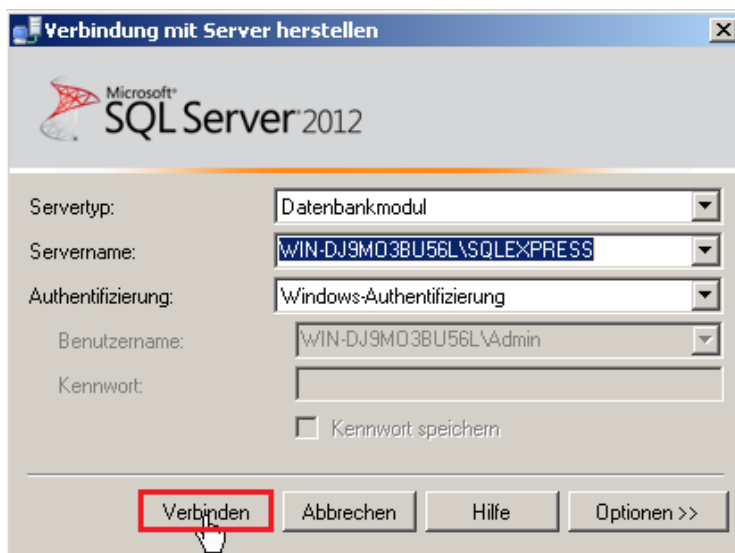 Verbindung mit Server herstellen
Microsoft®
SQL Server® 2012
Servertyp: Datenbankmodul
Servername: WIN-DJ9MO3BU56L\SQLEXPRESS
Authentifizierung: Windows-Authentifizierung
Benutzername: WIN-DJ9MO3BU56L\Admin
Kennwort:
Kennwort speichern
Verbinden Abbrechen Hilfe Optionen >>